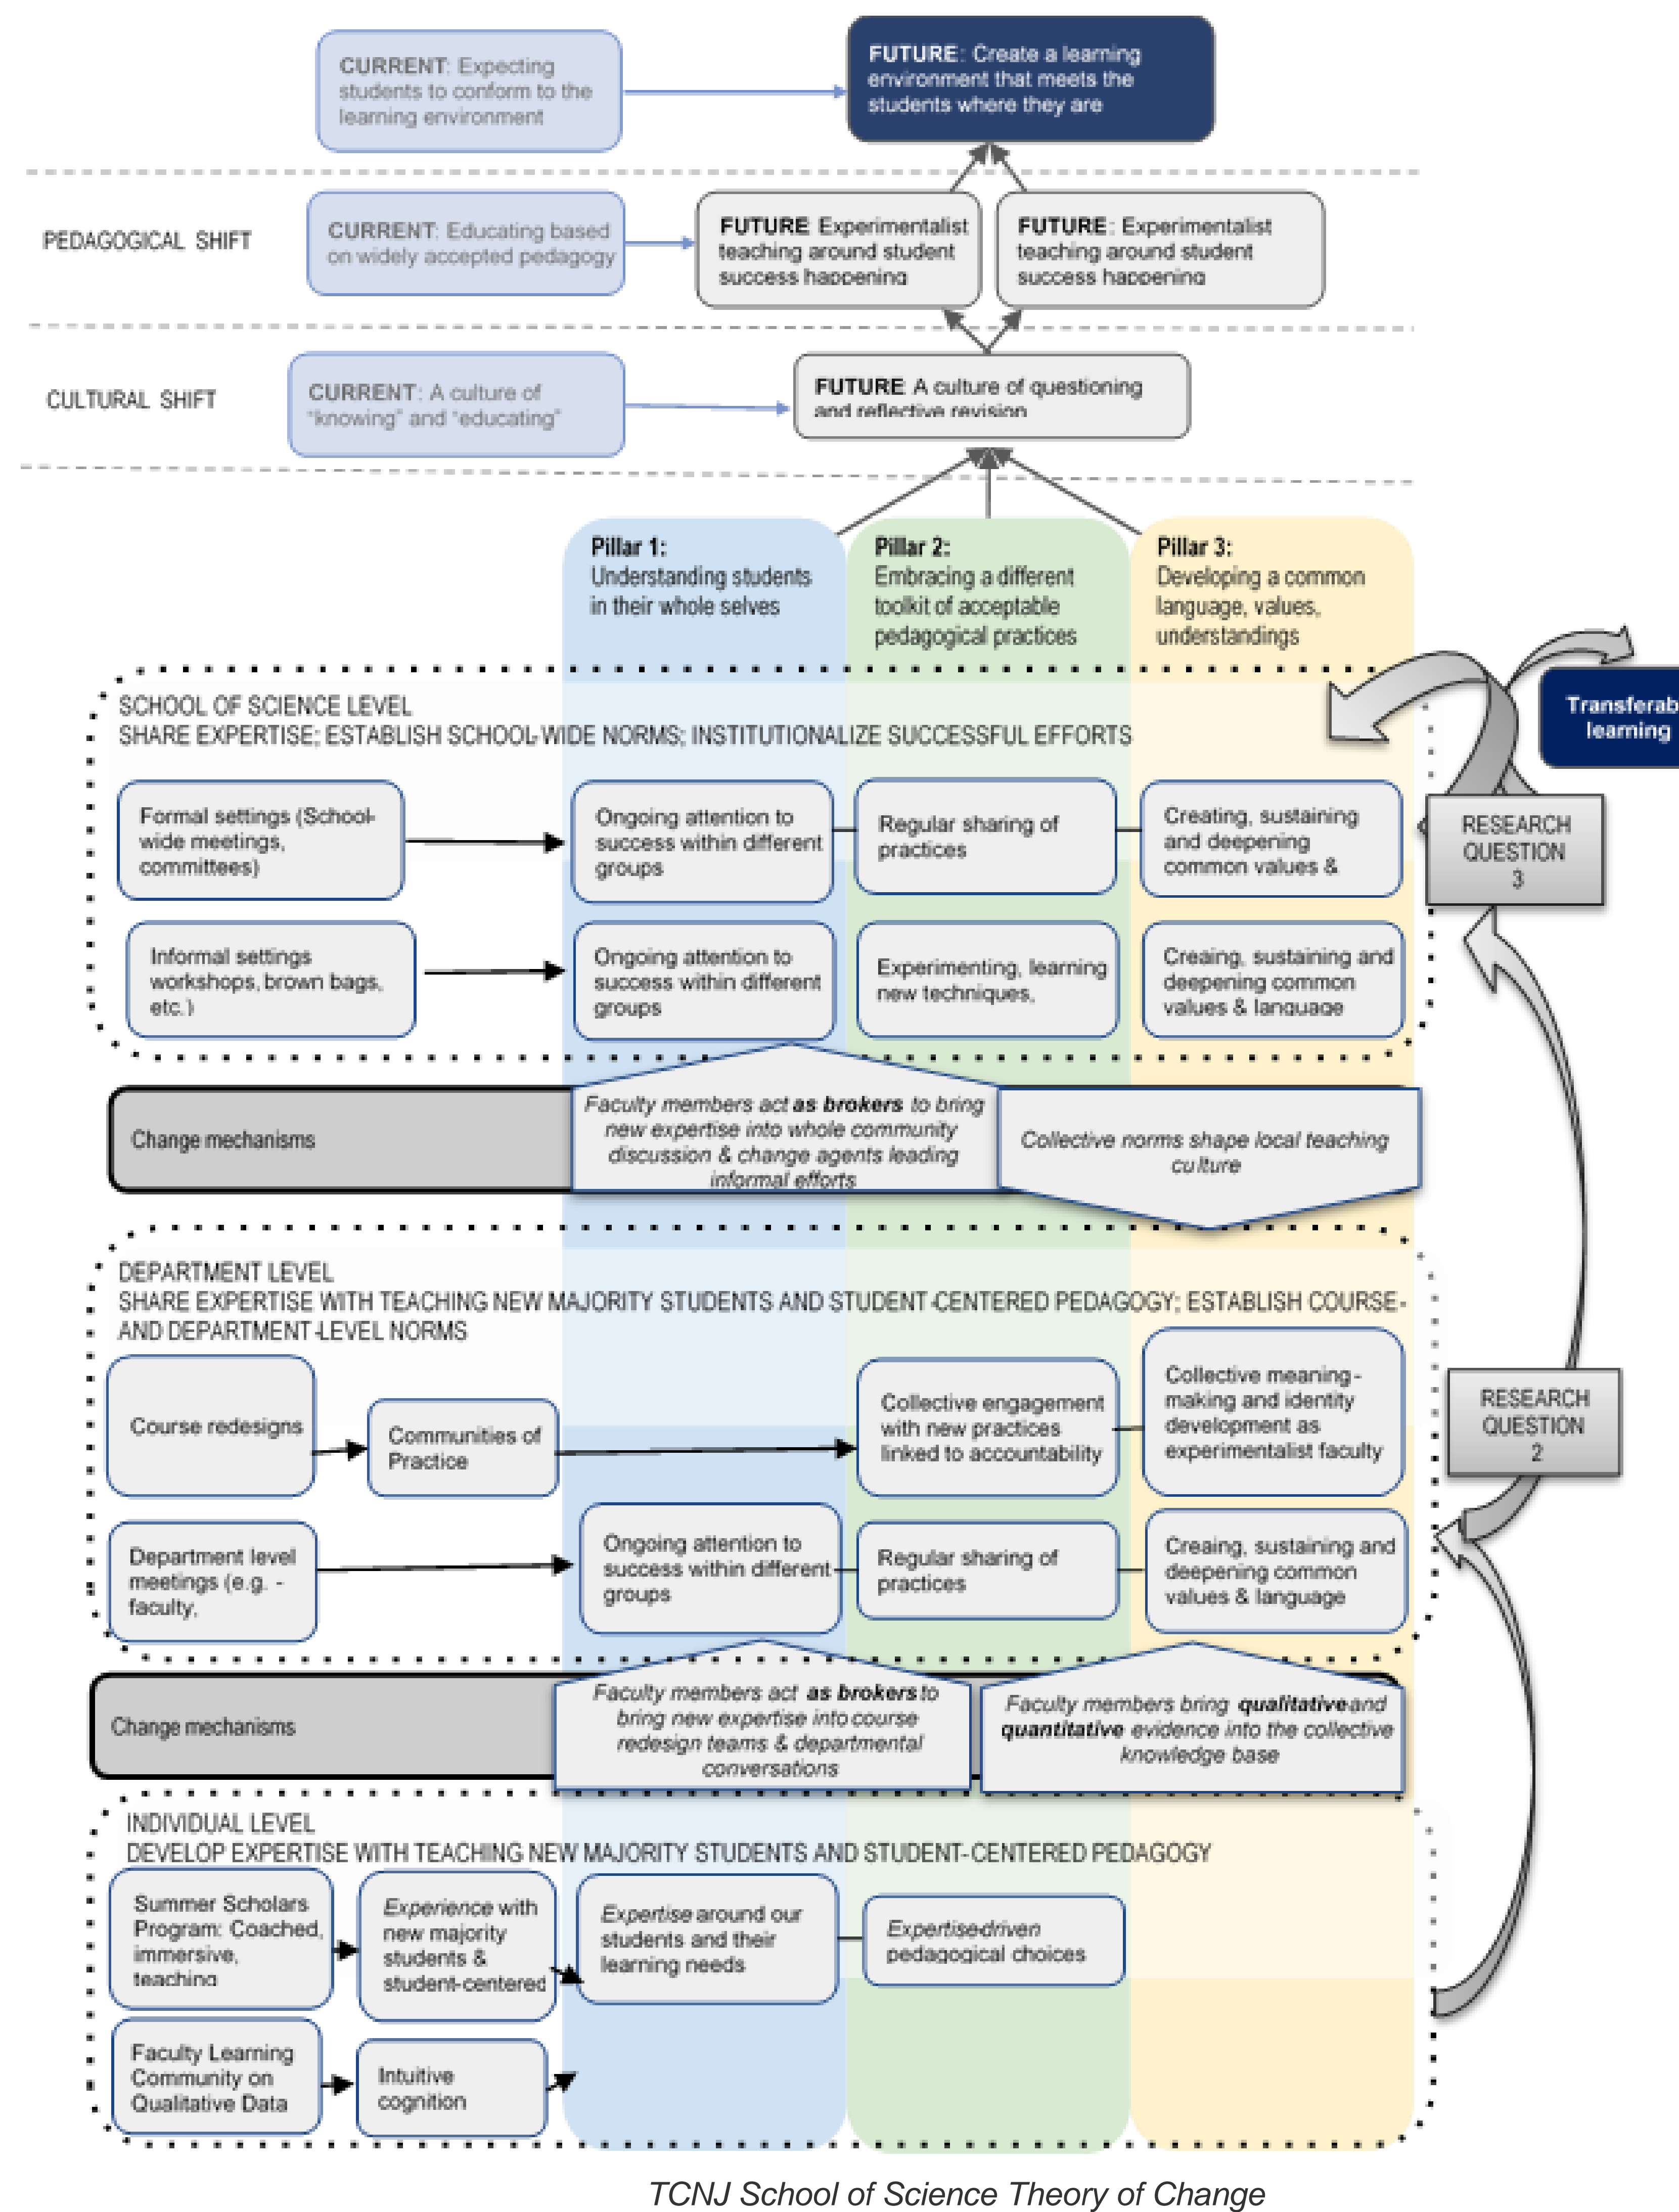 CURRENT: Expecting
students to conform to the
learning environment
FUTURE: Create a learning
environment that meets the
students where they are
PEDAGOGICAL SHIFT
CURRENT: Educating based
on widely accepted pedagogy
FUTURE Experimentalist
teaching around student
success happening
FUTURE: Experimentalist
teaching around student
success happening
CULTURAL SHIFT
CURRENT: A culture of
"knowing" and "educating"
FUTURE A culture of questioning
and reflective revision
Pillar 1:
Understanding students
in their whole selves
Pillar 2:
Embracing a different
toolkit of acceptable
pedagogical practices
Pillar 3:
Developing a common
language, values,
understandings
SCHOOL OF SCIENCE LEVEL
SHARE EXPERTISE; ESTABLISH SCHOOL-WIDE NORMS; INSTITUTIONALIZE SUCCESSFUL EFFORTS
Transferab
learning
Formal settings (School-
wide meetings,
committees)
Ongoing attention to
success within different
groups
Regular sharing of
practices
Creating, sustaining
and deepening
common values &
RESEARCH
QUESTION
3
Informal settings
workshops, brown bags,
etc.)
Ongoing attention to
success within different
groups
Experimenting, learning
new techniques,
Creaing, sustaining and
deepening common
values & language
Change mechanisms
Faculty members act as brokers to bring
new expertise into whole community
discussion & change agents leading
informal efforts
Collective norms shape local teaching
culture
DEPARTMENT LEVEL
SHARE EXPERTISE WITH TEACHING NEW MAJORITY STUDENTS AND STUDENT-CENTERED PEDAGOGY; ESTABLISH COURSE-
AND DEPARTMENT-LEVEL NORMS
Course redesigns
Communities of
Practice
Collective engagement
with new practices
linked to accountability
Collective meaning-
making and identity
development as
experimentalist faculty
RESEARCH
QUESTION
2
Department level
meetings (e.g. -
faculty,
Ongoing attention to
success within different
groups
Regular sharing of
practices
Creaing, sustaining and
deepening common
values & language
Change mechanisms
Faculty members act as brokers to
bring new expertise into course
redesign teams & departmental
conversations
Faculty members bring qualitative and
quantitative evidence into the collective
knowledge base
INDIVIDUAL LEVEL
DEVELOP EXPERTISE WITH TEACHING NEW MAJORITY STUDENTS AND STUDENT-CENTERED PEDAGOGY
Summer Scholars
Program: Coached,
immersive,
teaching
Experience with
new majority
students &
student-centered
Expertise around our
students and their
learning needs
Expertise-driven
pedagogical choices
Faculty Learning
Community on
Qualitative Data
Intuitive
cognition
TCNJ School of Science Theory of Change